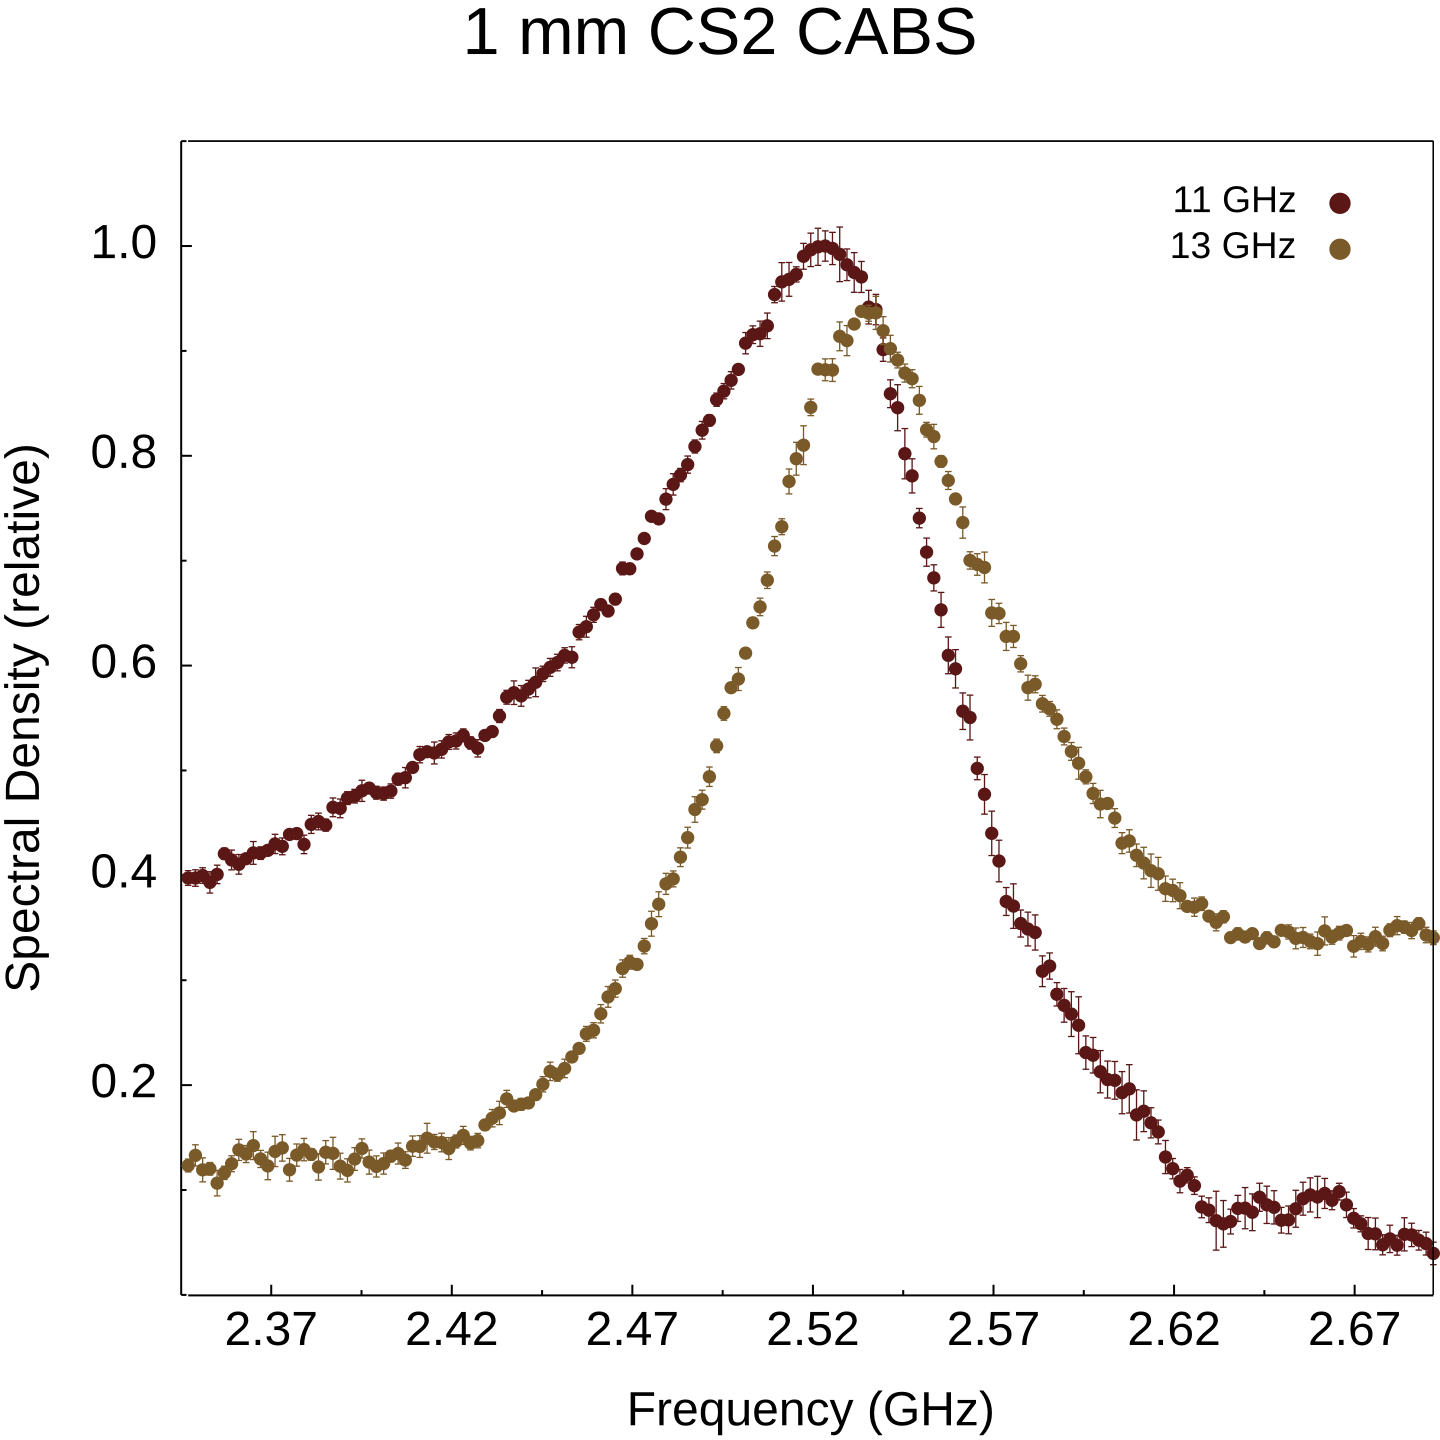 1 mm CS2 CABS
11 GHz
13 GHz
1.0
0.8
0.6
0.4
0.2
Spectral Density (relative)
2.37 2.42 2.47 2.52 2.57 2.62 2.67
Frequency (GHz)